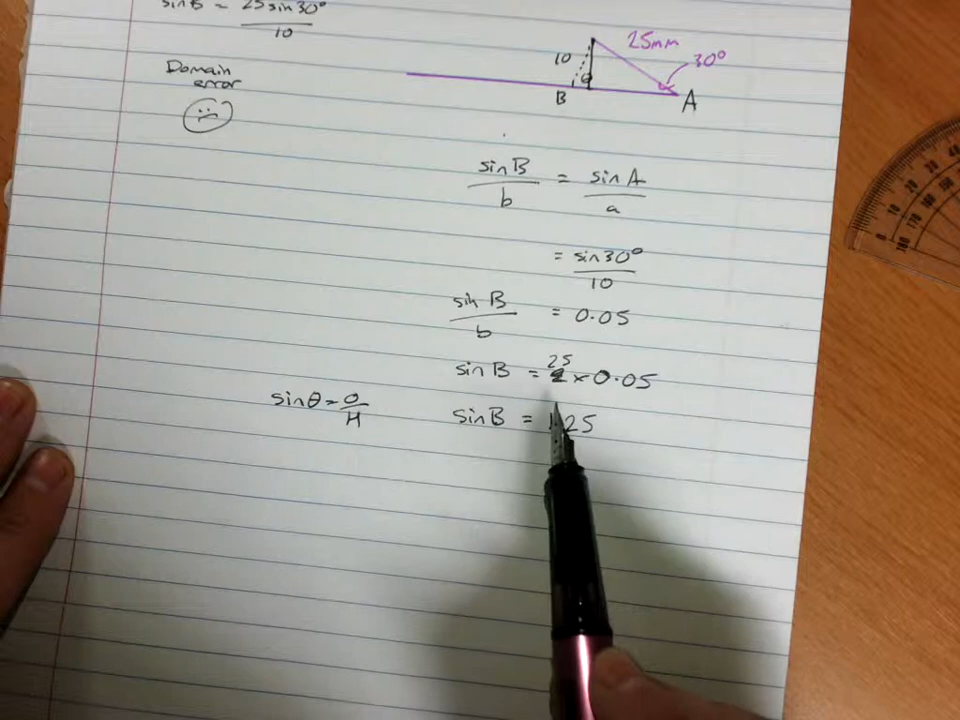 sinB = 25sin30°
10
Domain
error
25mm
10
30°
B
A
sinB = sinA
b a
= sin30°
10
sinB = 0.05
b
25
sinB = × 0.05
sinθ = O
H
sinB = 25